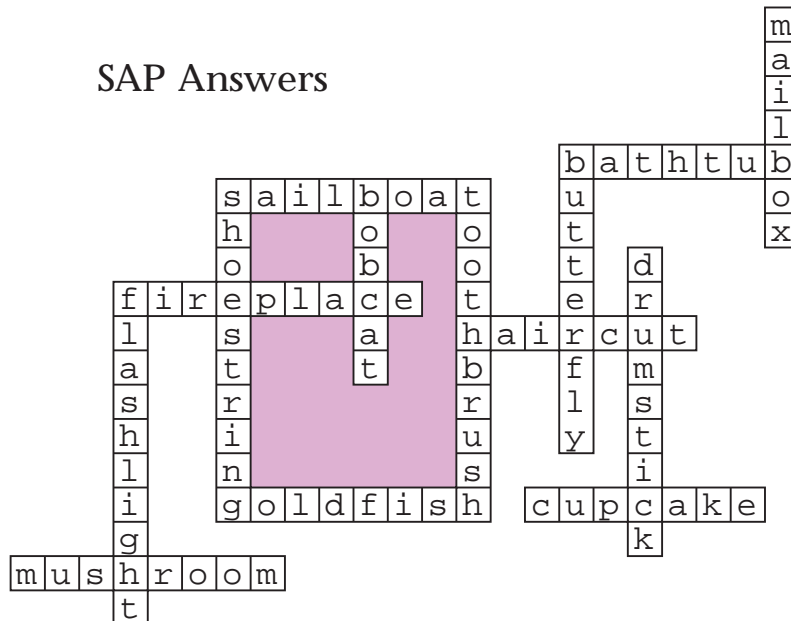 SAP Answers
mailbox
bathtub
butterfly
sailboat
shoestring
bobcat
toothbrush
drumstick
fireplace
flashlight
haircut
goldfish
cupcake
mushroom